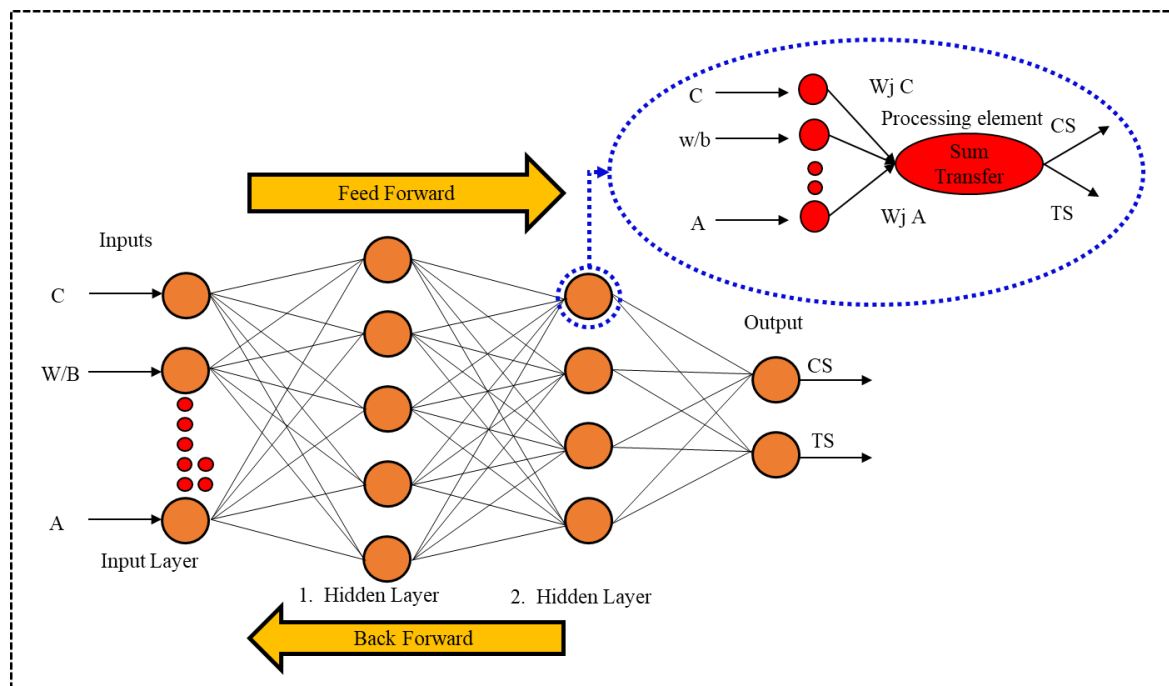 C
Wj C
Processing element
CS
w/b
Sum
Transfer
A
Wj A
TS
Feed Forward
Inputs
C
W/B
A
Input Layer
1. Hidden Layer
2. Hidden Layer
Output
CS
TS
Back Forward